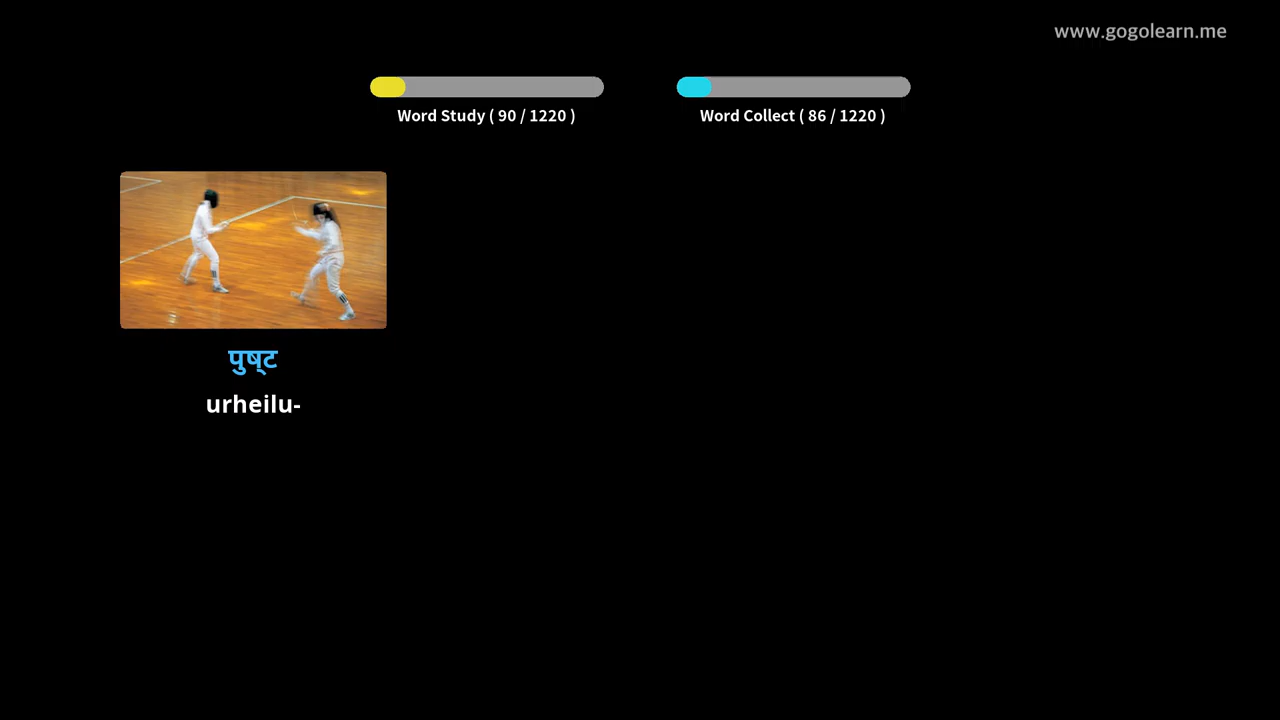 www.gogolearn.me
Word Study ( 90 / 1220 )
Word Collect ( 86 / 1220 )
पुष्ट
urheilu-